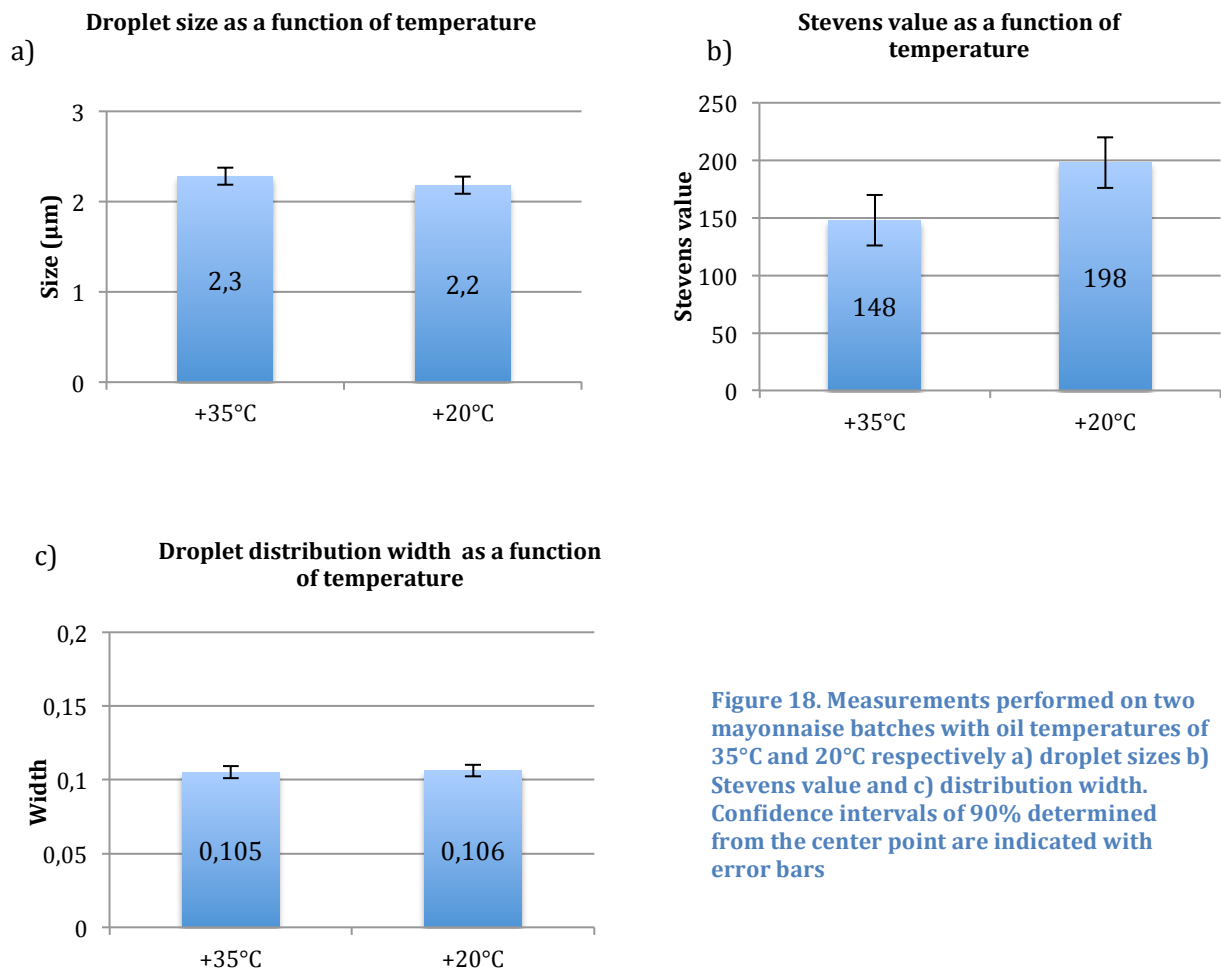 Droplet size as a function of temperature
a)
3
2
1
0
Size (µm)
2,3
2,2
+35°C
+20°C
Stevens value as a function of
temperature
b)
250
200
150
100
50
0
Stevens value
148
198
+35°C
+20°C
c)
Droplet distribution width as a function
of temperature
0,2
0,15
0,1
0,05
0
Width
0,105
0,106
+35°C
+20°C
Figure 18. Measurements performed on two
mayonnaise batches with oil temperatures of
35°C and 20°C respectively a) droplet sizes b)
Stevens value and c) distribution width.
Confidence intervals of 90% determined
from the center point are indicated with
error bars